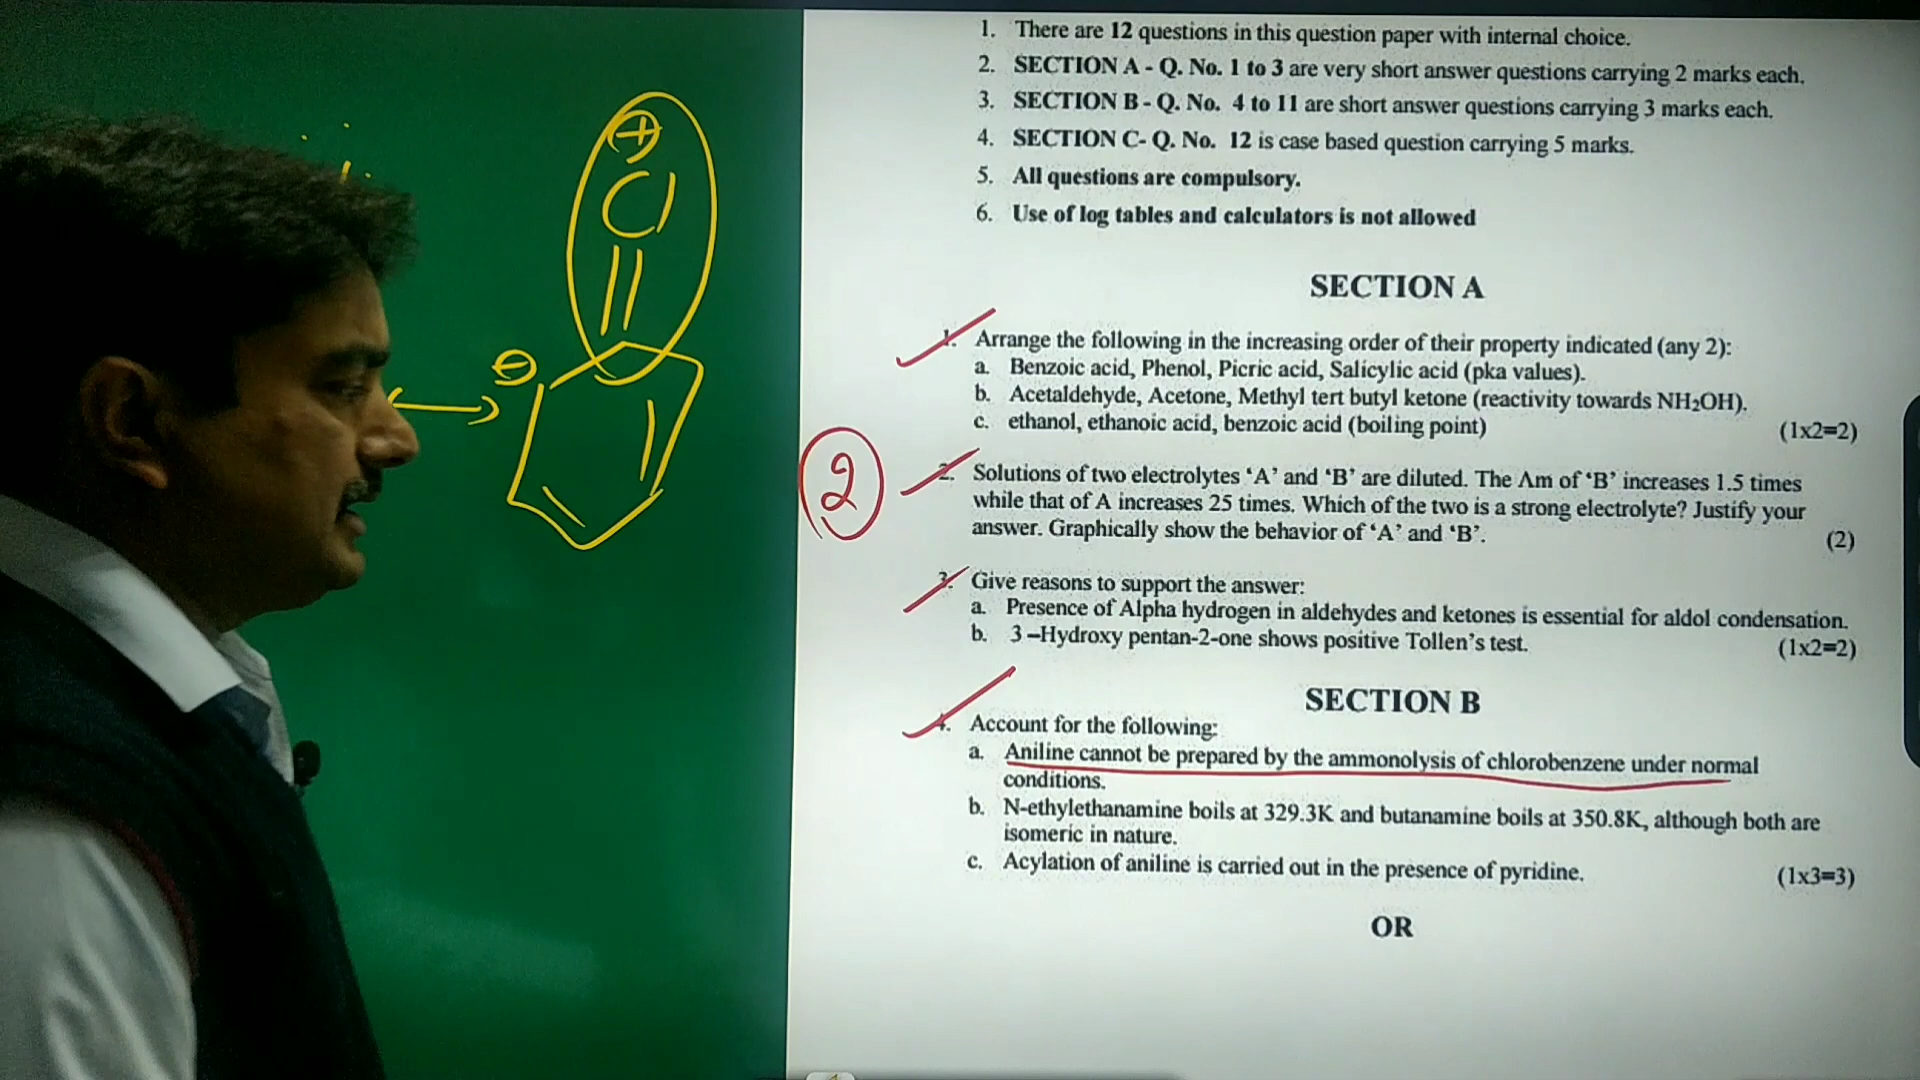 ⊕
Cl
⊖
1. There are 12 questions in this question paper with internal choice.
2. SECTION A - Q. No. 1 to 3 are very short answer questions carrying 2 marks each.
3. SECTION B - Q. No. 4 to 11 are short answer questions carrying 3 marks each.
4. SECTION C- Q. No. 12 is case based question carrying 5 marks.
5. All questions are compulsory.
6. Use of log tables and calculators is not allowed
SECTION A
1. Arrange the following in the increasing order of their property indicated (any 2):
a. Benzoic acid, Phenol, Picric acid, Salicylic acid (pka values).
b. Acetaldehyde, Acetone, Methyl tert butyl ketone (reactivity towards NH₂OH).
c. ethanol, ethanoic acid, benzoic acid (boiling point) (1x2=2)
2
2. Solutions of two electrolytes ‘A’ and ‘B’ are diluted. The Λm of ‘B’ increases 1.5 times
while that of A increases 25 times. Which of the two is a strong electrolyte? Justify your
answer. Graphically show the behavior of ‘A’ and ‘B’. (2)
3. Give reasons to support the answer:
a. Presence of Alpha hydrogen in aldehydes and ketones is essential for aldol condensation.
b. 3 –Hydroxy pentan-2-one shows positive Tollen’s test. (1x2=2)
SECTION B
4. Account for the following:
a. Aniline cannot be prepared by the ammonolysis of chlorobenzene under normal
conditions.
b. N-ethylethanamine boils at 329.3K and butanamine boils at 350.8K, although both are
isomeric in nature.
c. Acylation of aniline is carried out in the presence of pyridine. (1x3=3)
OR